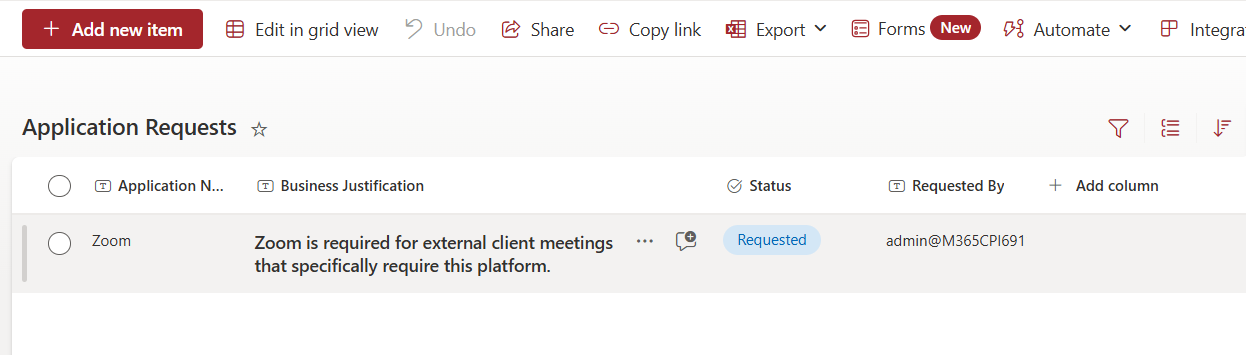 + Add new item Edit in grid view Undo Share Copy link Export Forms New Automate Integra
Application Requests
Application N... Business Justification Status Requested By + Add column
Zoom Zoom is required for external client meetings ... Requested admin@M365CPI691
that specifically require this platform.